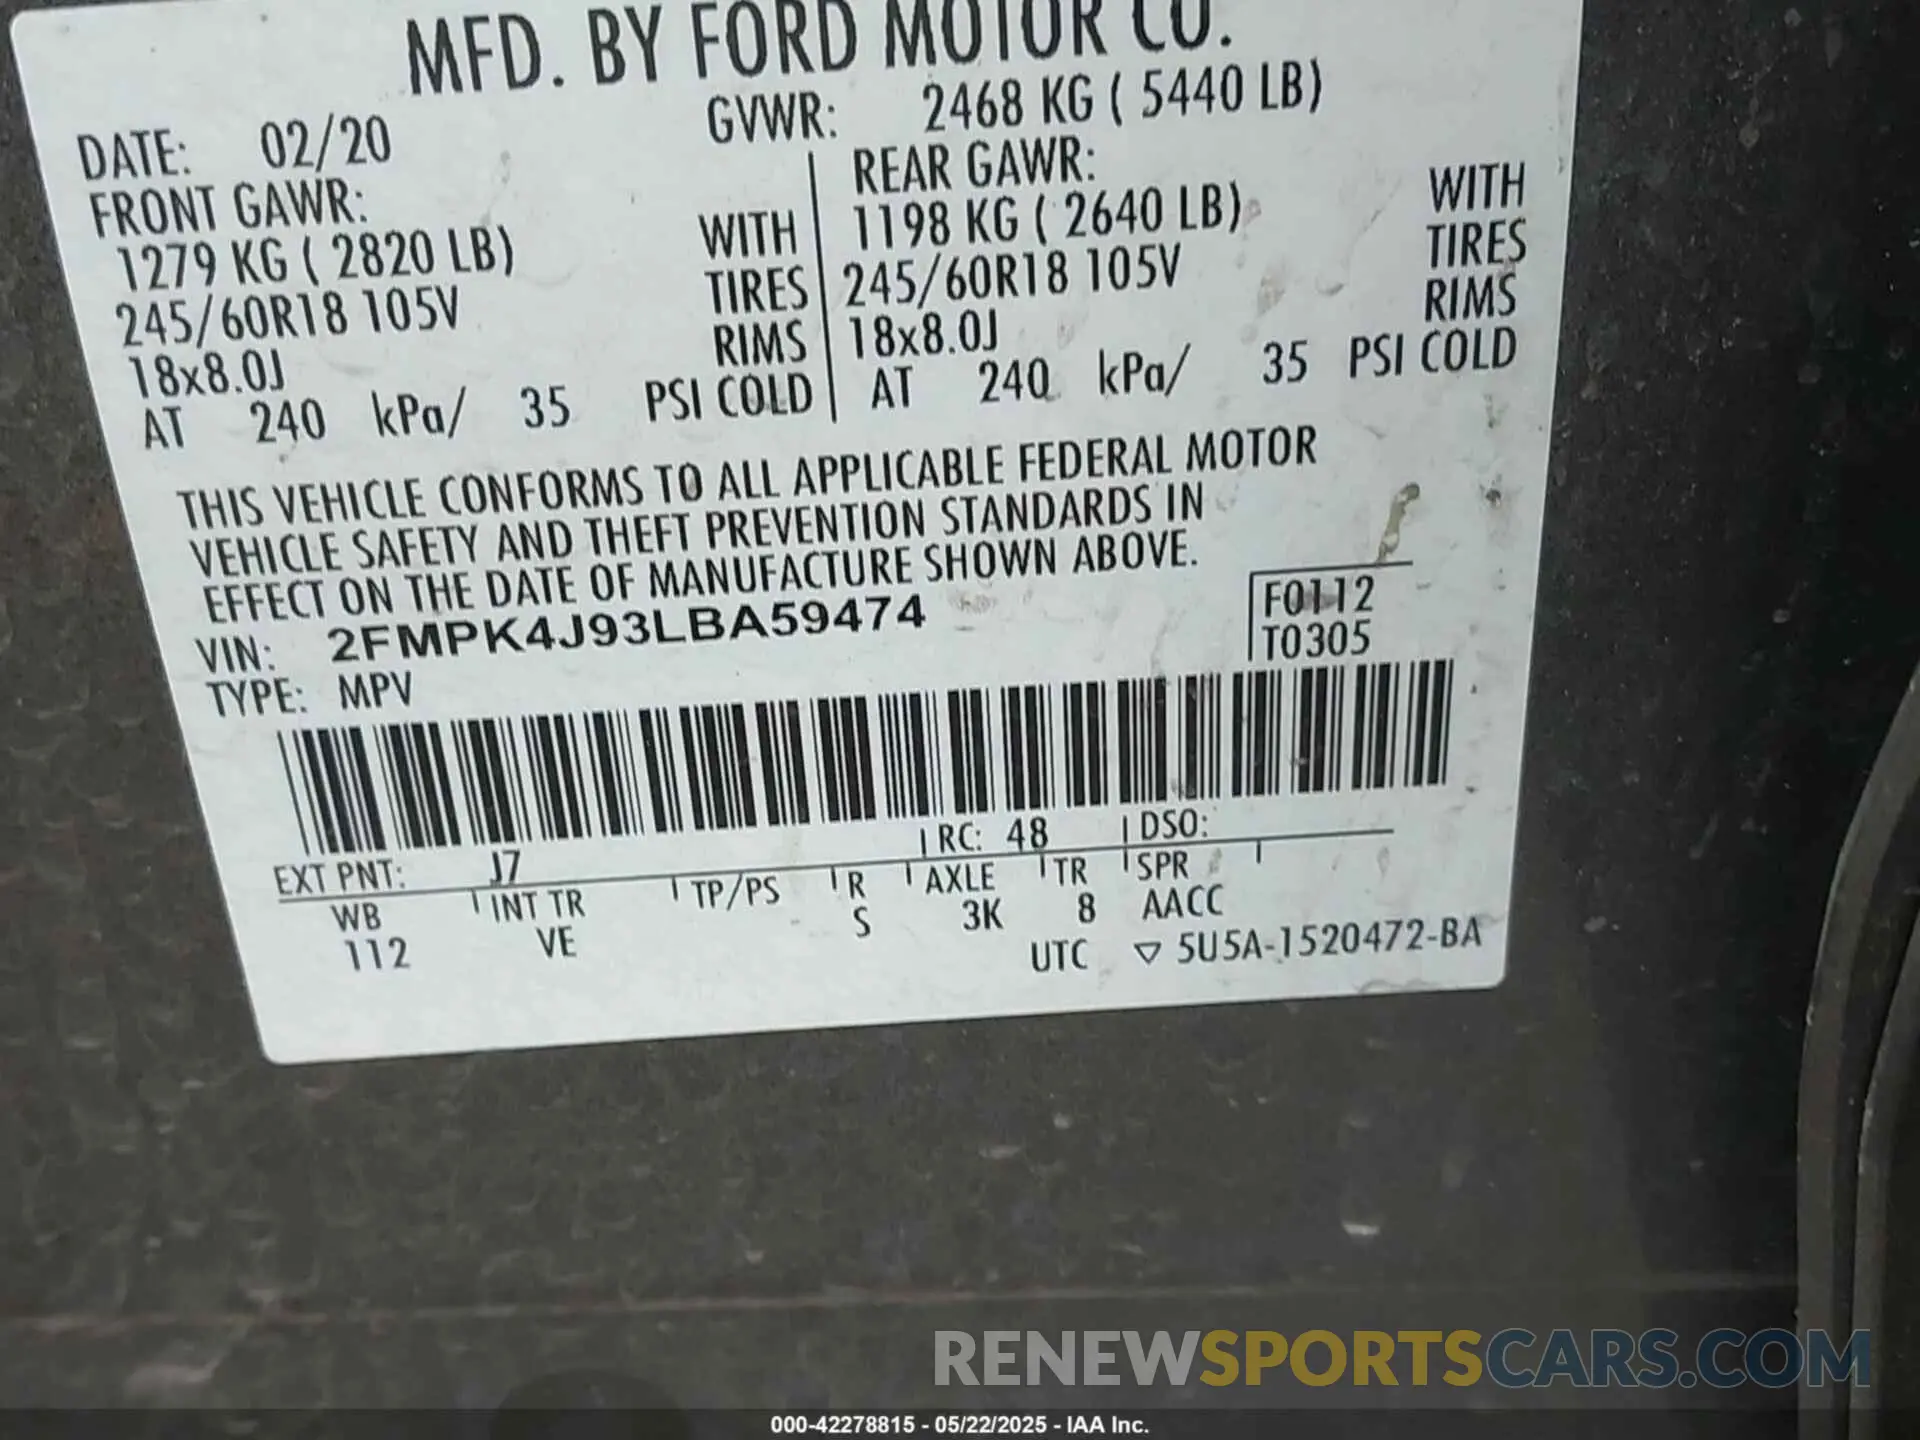 MFD. BY FORD MOTOR CO.
DATE: 02/20 GVWR: 2468 KG ( 5440 LB)
FRONT GAWR: REAR GAWR:
1279 KG ( 2820 LB) WITH 1198 KG ( 2640 LB) WITH
245/60R18 105V TIRES 245/60R18 105V TIRES
18x8.0J RIMS 18x8.0J RIMS
AT 240 kPa/ 35 PSI COLD AT 240 kPa/ 35 PSI COLD
THIS VEHICLE CONFORMS TO ALL APPLICABLE FEDERAL MOTOR
VEHICLE SAFETY AND THEFT PREVENTION STANDARDS IN
EFFECT ON THE DATE OF MANUFACTURE SHOWN ABOVE.
VIN: 2FMPK4J93LBA59474 F0112
TYPE: MPV T0305
EXT PNT: J7 RC: 48 DSO:
WB INT TR TP/PS R AXLE TR SPR
112 VE S 3K 8 AACC
UTC ▽ 5U5A-1520472-BA
RENEWSPORTSCARS.COM
000-42278815 - 05/22/2025 - IAA Inc.